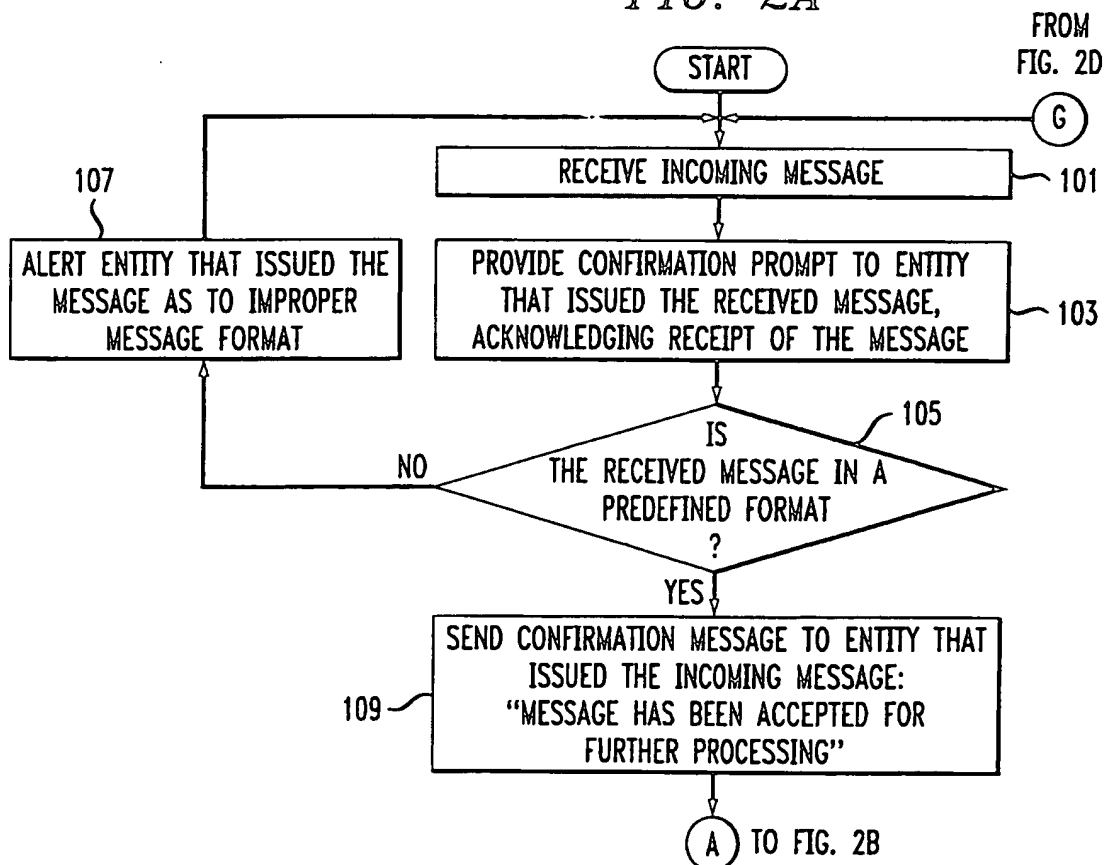 FIG. 2A
FROM
FIG. 2D
START
G
RECEIVE INCOMING MESSAGE
101
107
ALERT ENTITY THAT ISSUED THE
MESSAGE AS TO IMPROPER
MESSAGE FORMAT
PROVIDE CONFIRMATION PROMPT TO ENTITY
THAT ISSUED THE RECEIVED MESSAGE,
ACKNOWLEDGING RECEIPT OF THE MESSAGE
103
105
IS
THE RECEIVED MESSAGE IN A
PREDEFINED FORMAT
?
NO
YES
SEND CONFIRMATION MESSAGE TO ENTITY THAT
ISSUED THE INCOMING MESSAGE:
“MESSAGE HAS BEEN ACCEPTED FOR
FURTHER PROCESSING”
109
A TO FIG. 2B